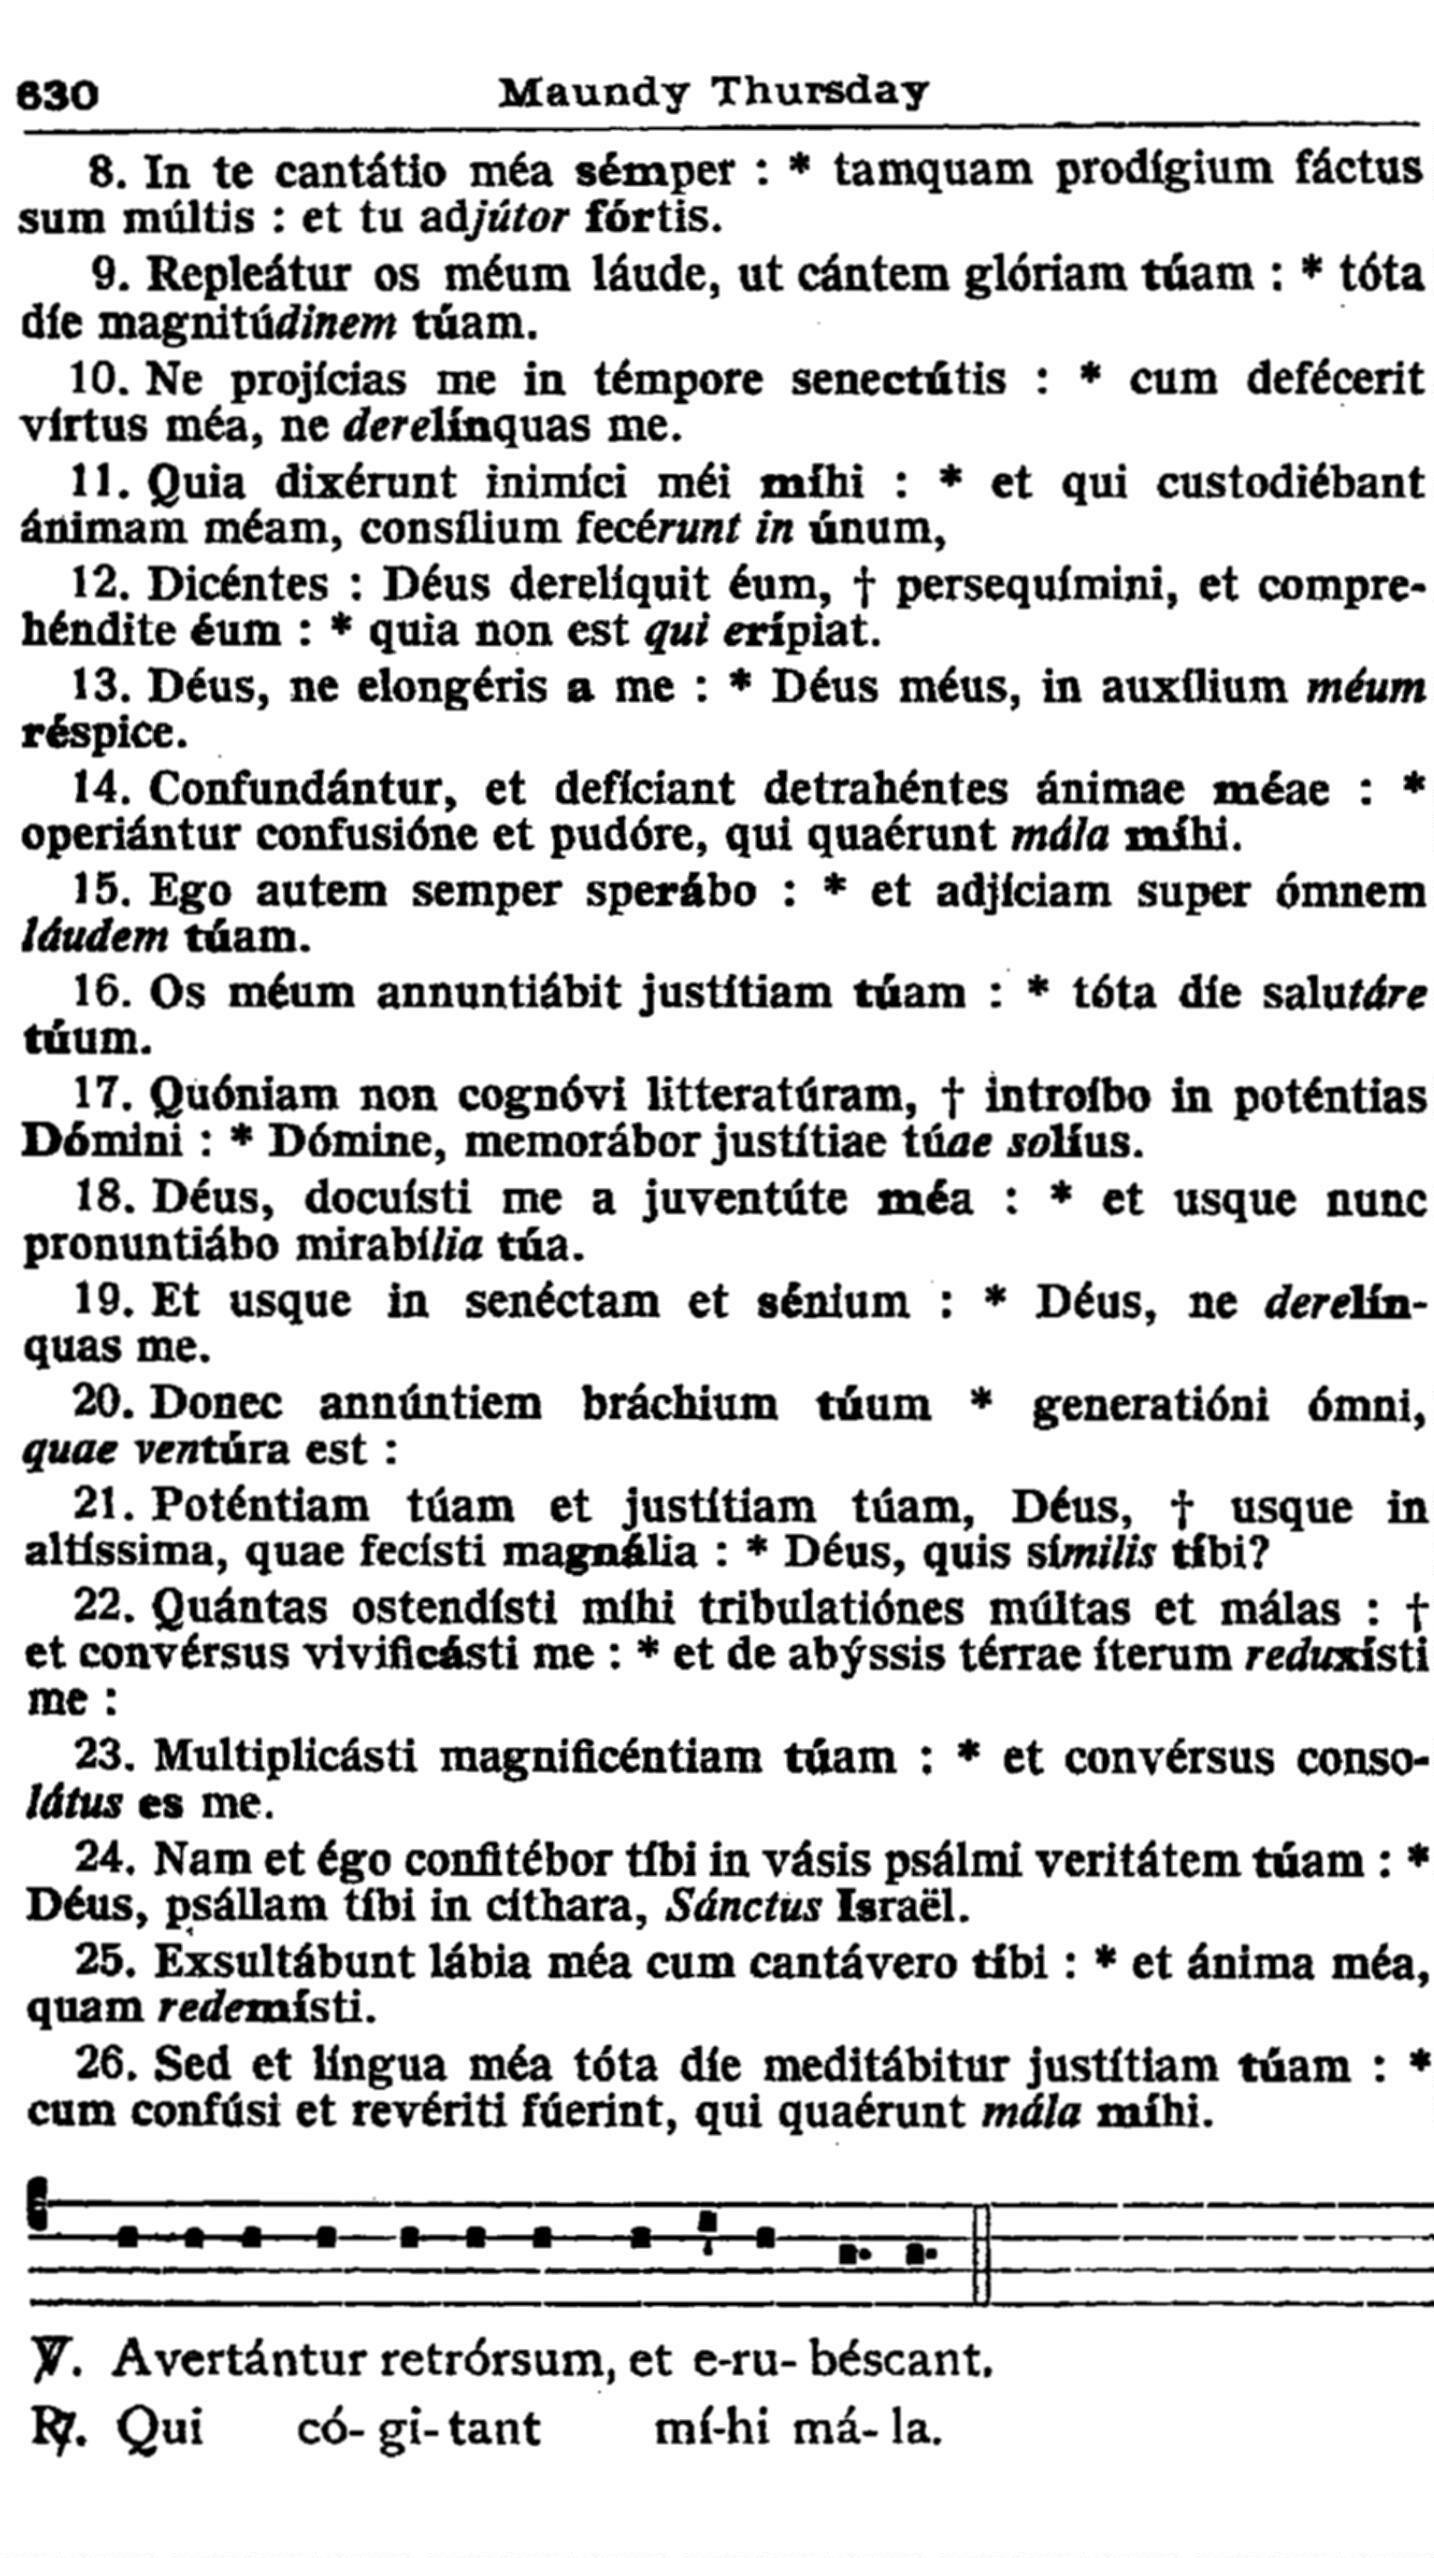 630 Maundy Thursday
8. In te cantátio méa sémper : * tamquam prodígium fáctus
sum múltis : et tu adjútor fórtis.
9. Repleátur os méum láude, ut cántem glóriam túam : * tóta
díe magnitúdinem túam.
10. Ne projícias me in témpore senectútis : * cum defécerit
vírtus méa, ne derelínquas me.
11. Quia dixérunt inimíci méi míhi : * et qui custodiébant
ánimam méam, consílium fecérunt in únum,
12. Dicéntes : Déus derelíquit éum, † persequímini, et compre-
héndite éum : * quia non est qui erípiat.
13. Déus, ne elongéris a me : * Déus méus, in auxílium méum
réspice.
14. Confundántur, et defíciant detrahéntes ánimae méae : *
operiántur confusióne et pudóre, qui quaérunt mála míhi.
15. Ego autem semper sperábo : * et adjíciam super ómnem
láudem túam.
16. Os méum annuntiábit justítiam túam : * tóta díe salutáre
túum.
17. Quóniam non cognóvi litteratúram, † introíbo in poténtias
Dómini : * Dómine, memorábor justítiae túae solíus.
18. Déus, docuísti me a juventúte méa : * et usque nunc
pronuntiábo mirabília túa.
19. Et usque in senéctam et sénium : * Déus, ne derelín-
quas me.
20. Donec annúntiem bráchium túum * generatióni ómni,
quae ventúra est :
21. Poténtiam túam et justítiam túam, Déus, † usque in
altíssima, quae fecísti magnália : * Déus, quis símilis tíbi?
22. Quántas ostendísti míhi tribulatiónes múltas et málas : †
et convérsus vivificásti me : * et de abýssis térrae íterum reduxísti
me :
23. Multiplicásti magnificéntiam túam : * et convérsus conso-
látus es me.
24. Nam et égo confitébor tíbi in vásis psálmi veritátem túam : *
Déus, psállam tíbi in cíthara, Sánctus Israël.
25. Exsultábunt lábia méa cum cantávero tíbi : * et ánima méa,
quam redemísti.
26. Sed et língua méa tóta díe meditábitur justítiam túam : *
cum confúsi et revériti fúerint, qui quaérunt mála míhi.
℣. Avertántur retrórsum, et e-ru- béscant.
℟. Qui có- gi- tant mí-hi má- la.